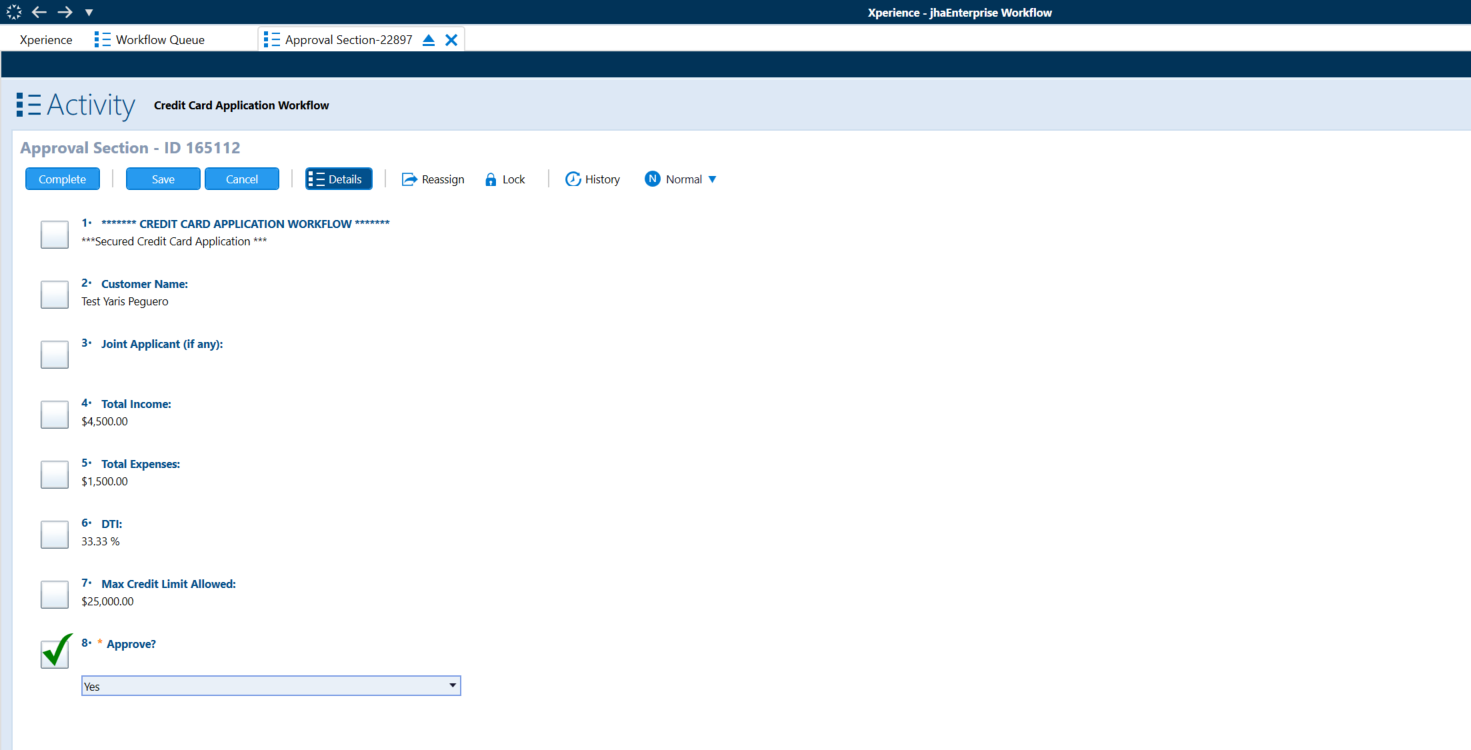 Xperience - jhaEnterprise Workflow
Xperience Workflow Queue Approval Section-22897
Activity Credit Card Application Workflow
Approval Section - ID 165112
Complete Save Cancel Details Reassign Lock History N Normal
1· ******* CREDIT CARD APPLICATION WORKFLOW *******
***Secured Credit Card Application ***
2· Customer Name:
Test Yaris Peguero
3· Joint Applicant (if any):
4· Total Income:
$4,500.00
5· Total Expenses:
$1,500.00
6· DTI:
33.33 %
7· Max Credit Limit Allowed:
$25,000.00
8· * Approve?
Yes